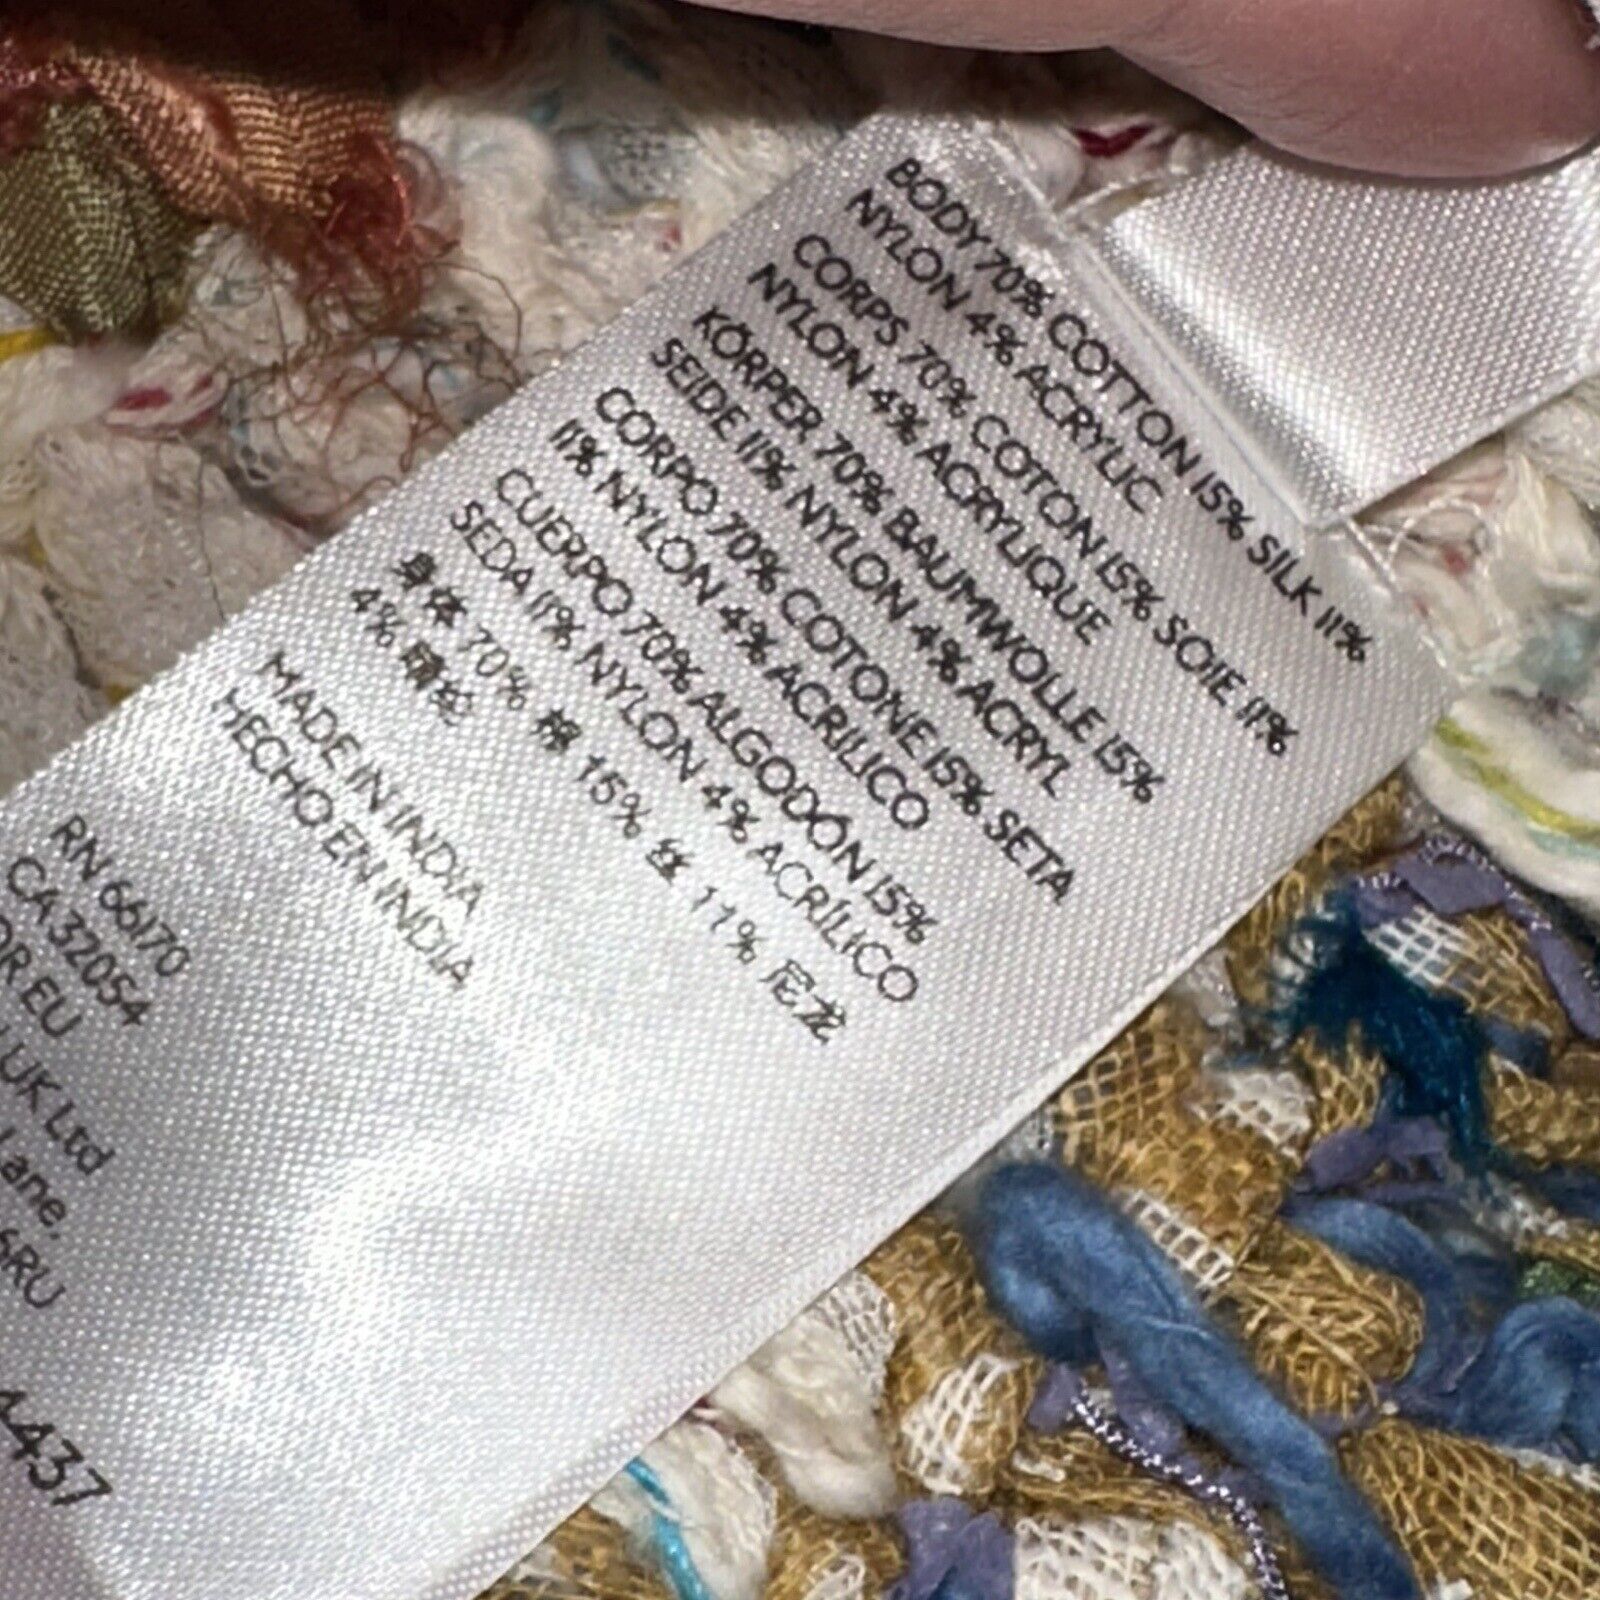 BODY 70% COTTON 15% SILK 11%
NYLON 4% ACRYLIC
CORPS 70% COTON 15% SOIE 11%
NYLON 4% ACRYLIQUE
KÖRPER 70% BAUMWOLLE 15%
SEIDE 11% NYLON 4% ACRYL
CORPO 70% COTONE 15% SETA
11% NYLON 4% ACRILICO
CUERPO 70% ALGODÓN 15%
SEDA 11% NYLON 4% ACRÍLICO
身体 70% 棉 15% 丝 11% 尼龙
4% 腈纶
MADE IN INDIA
HECHO EN INDIA
RN 66170
CA 32054
OR EU
UK Ltd
Lane,
6RU
4437